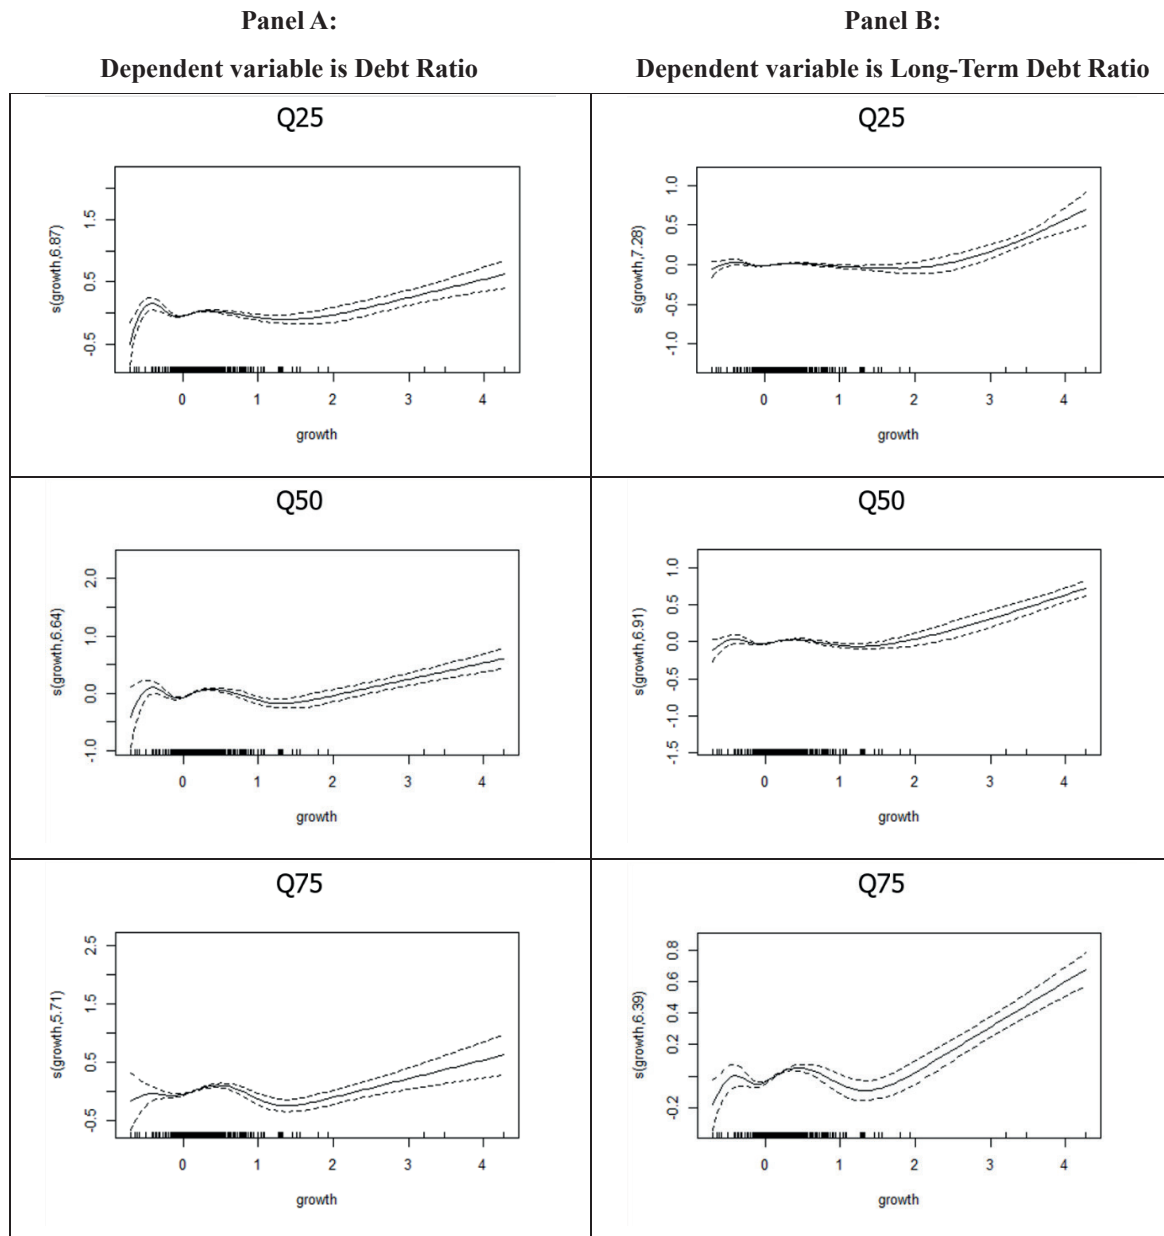 Panel A:
Dependent variable is Debt Ratio
Panel B:
Dependent variable is Long-Term Debt Ratio
Q25
s(growth,6.87)
1.5
0.5
-0.5
0 1 2 3 4
growth
Q25
s(growth,7.28)
1.0
0.5
0.0
-0.5
-1.0
0 1 2 3 4
growth
Q50
s(growth,6.64)
2.0
1.0
0.0
-1.0
0 1 2 3 4
growth
Q50
s(growth,6.91)
1.0
0.5
0.0
-0.5
-1.0
-1.5
0 1 2 3 4
growth
Q75
s(growth,5.71)
2.5
1.5
0.5
-0.5
0 1 2 3 4
growth
Q75
s(growth,6.39)
0.8
0.6
0.4
0.2
-0.2
0 1 2 3 4
growth